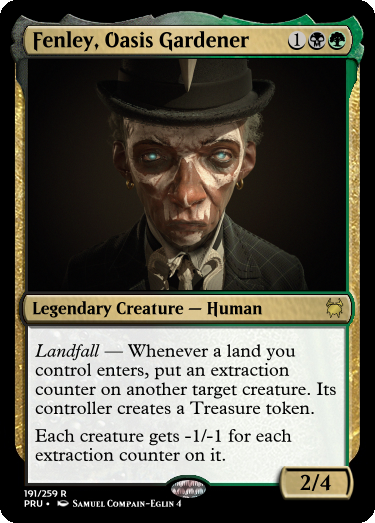 Fenley, Oasis Gardener 1
Legendary Creature — Human
Landfall — Whenever a land you
control enters, put an extraction
counter on another target creature. Its
controller creates a Treasure token.
Each creature gets -1/-1 for each
extraction counter on it.
2/4
191/259 R
PRU • Samuel Compain-Eglin 4